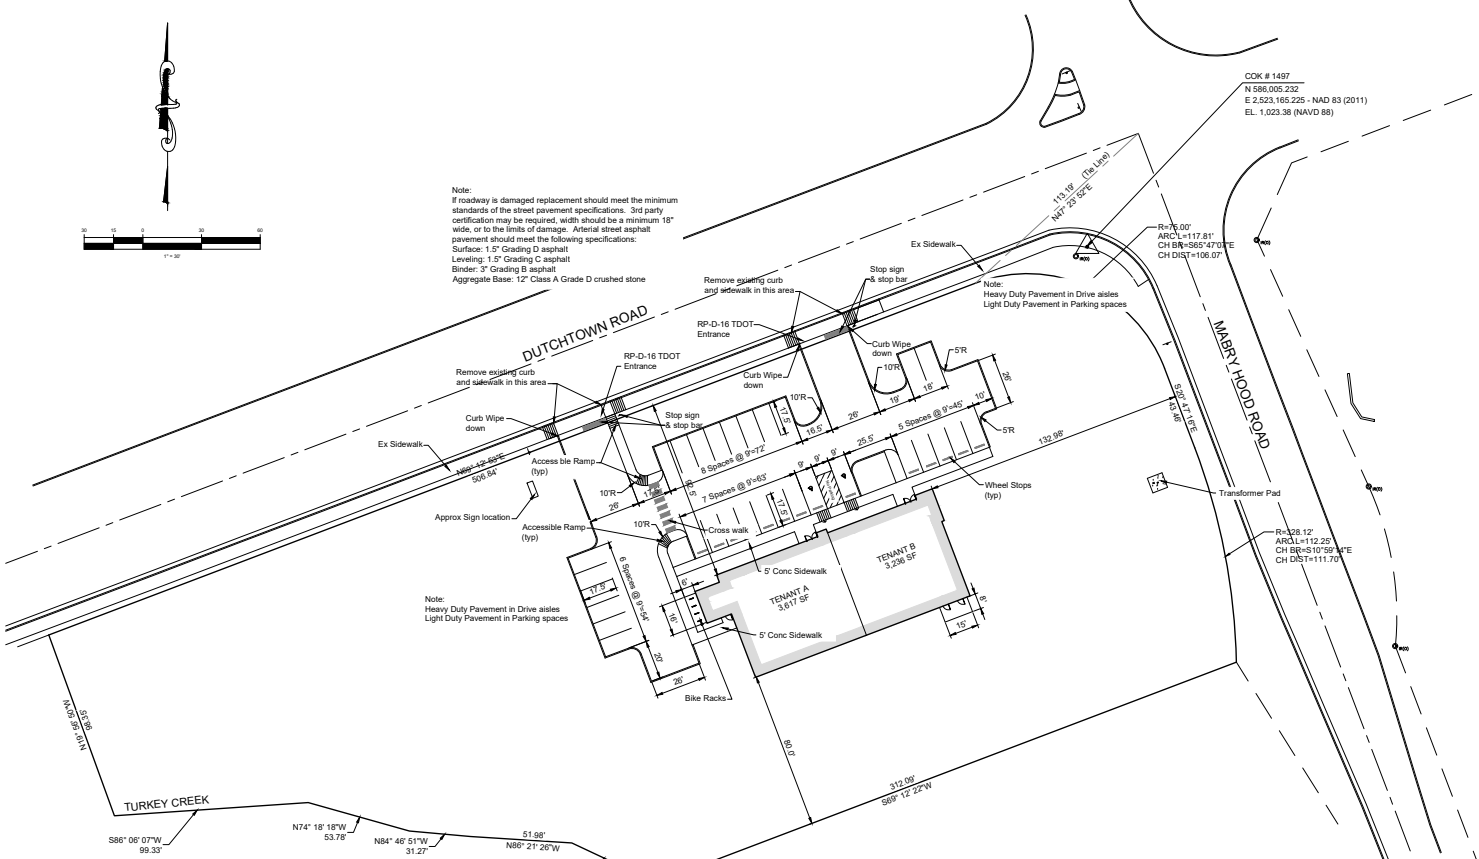 COK # 1497
N 586,005.232
E 2,523,165.225 - NAD 83 (2011)
EL. 1,023.38 (NAVD 88)
30
15
0
30
60
1" = 30'
Note:
If roadway is damaged replacement should meet the minimum
standards of the street pavement specifications. 3rd party
certification may be required, width should be a minimum 18"
wide, or to the limits of damage. Arterial street asphalt
pavement should meet the following specifications:
Surface: 1.5" Grading D asphalt
Leveling: 1.5" Grading C asphalt
Binder: 3" Grading B asphalt
Aggregate Base: 12" Class A Grade D crushed stone
113.19' (Tie Line)
N47° 23' 52"E
R=75.00'
ARC L=117.81'
CH BR=S65°47'07"E
CH DIST=106.07'
Ex Sidewalk
Stop sign
& stop bar
Remove existing curb
and sidewalk in this area
Note:
Heavy Duty Pavement in Drive aisles
Light Duty Pavement in Parking spaces
DUTCHTOWN ROAD
RP-D-16 TDOT
Entrance
Curb Wipe
down
MABRY HOOD ROAD
RP-D-16 TDOT
Entrance
Remove existing curb
and sidewalk in this area
Curb Wipe
down
10'R
5'R
18'
26'
19'
10'
10'R
17.5'
16.5'
26'
5 Spaces @ 9'=45'
5'R
S20° 47' 16"E
43.46'
Curb Wipe
down
Stop sign
& stop bar
Ex Sidewalk
506.84'
8 Spaces @ 9'=72'
25.5'
132.98'
Accessible Ramp
(typ)
7 Spaces @ 9'=63'
9'
9'
9'
Wheel Stops
(typ)
Transformer Pad
10'R
26'
17.5'
Approx Sign location
Accessible Ramp
(typ)
10'R
Cross walk
TENANT B
3,236 SF
R=328.12'
ARC L=112.25'
CH BR=S10°59'14"E
CH DIST=111.70'
6 Spaces @ 9'=54'
17.5'
6'
5' Conc Sidewalk
TENANT A
3,617 SF
8'
15'
Note:
Heavy Duty Pavement in Drive aisles
Light Duty Pavement in Parking spaces
16'
5' Conc Sidewalk
20'
26'
Bike Racks
80.0'
312.09'
S69° 12' 22"W
98.35'
N19° 56' 50"W
TURKEY CREEK
S86° 06' 07"W
99.33'
N74° 18' 18"W
53.78'
N84° 46' 51"W
31.27'
51.98'
N86° 21' 26"W